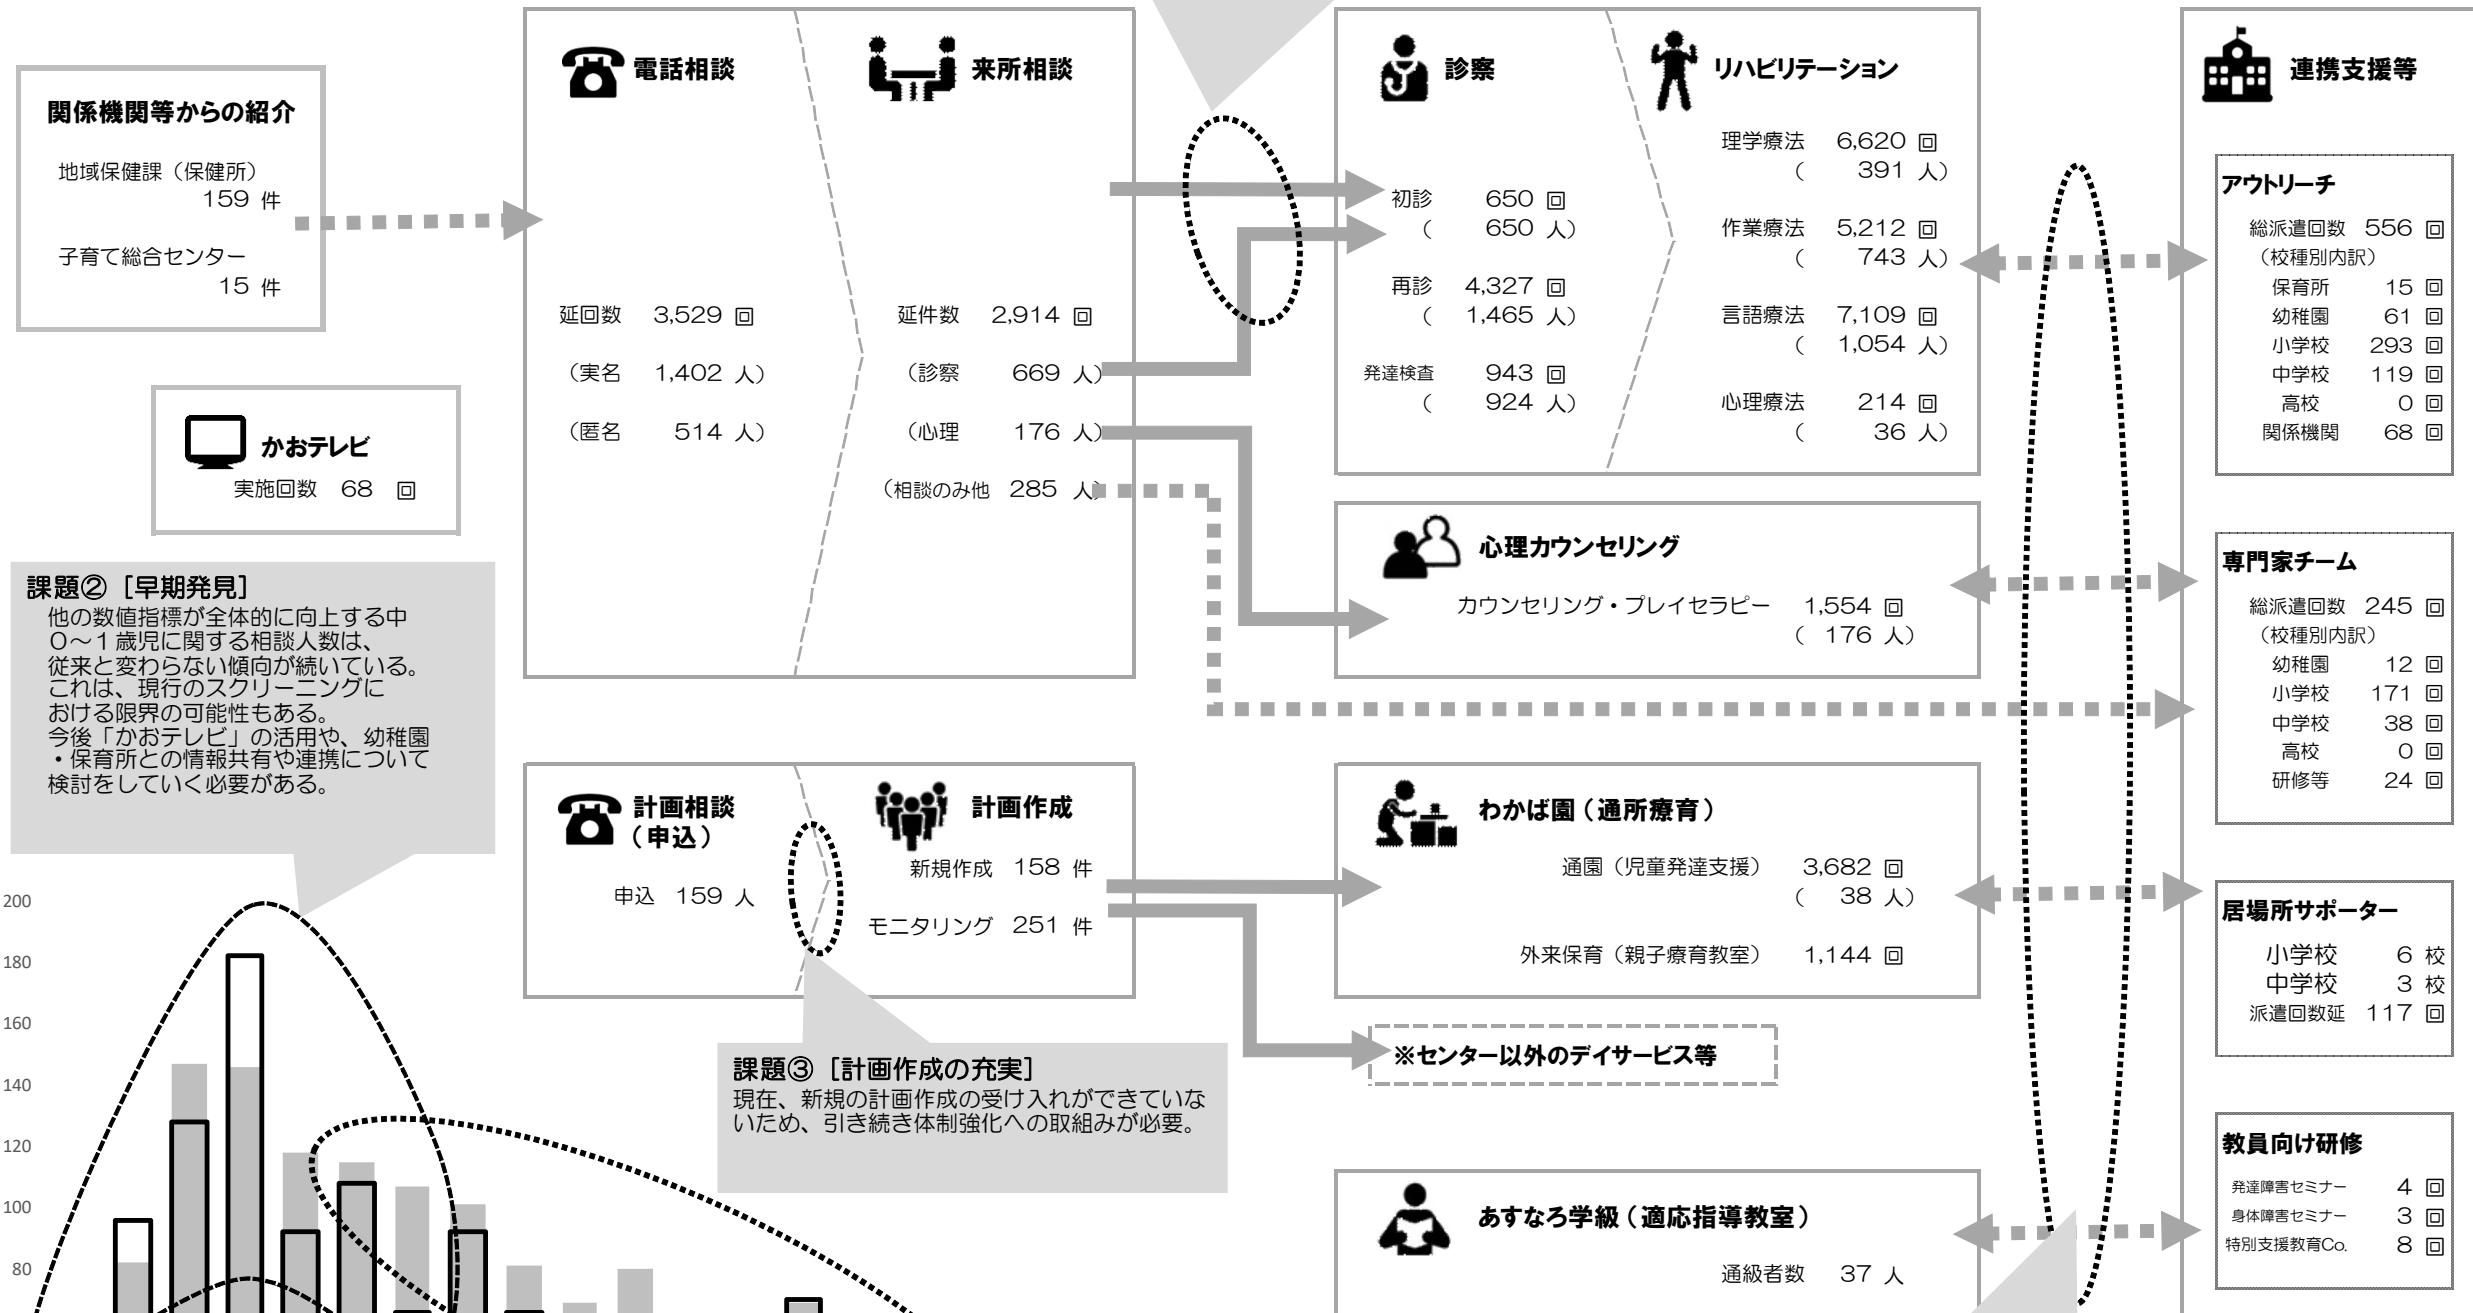 関係機関等からの紹介
地域保健課（保健所）
159 件
子育て総合センター
15 件
かおテレビ
実施回数 68 回
電話相談
延回数 3,529 回
（実名 1,402 人）
（匿名 514 人）
来所相談
延件数 2,914 回
（診察 669 人）
（心理 176 人）
（相談のみ他 285 人）
診察
初診 650 回
（ 650 人）
再診 4,327 回
（ 1,465 人）
発達検査 943 回
（ 924 人）
リハビリテーション
理学療法 6,620 回
（ 391 人）
作業療法 5,212 回
（ 743 人）
言語療法 7,109 回
（ 1,054 人）
心理療法 214 回
（ 36 人）
心理カウンセリング
カウンセリング・プレイセラピー 1,554 回
（ 176 人）
計画相談
（申込）
申込 159 人
計画作成
新規作成 158 件
モニタリング 251 件
わかば園（通所療育）
通園（児童発達支援） 3,682 回
（ 38 人）
外来保育（親子療育教室） 1,144 回
※センター以外のデイサービス等
あすなろ学級（適応指導教室）
通級者数 37 人
連携支援等
アウトリーチ
総派遣回数 556 回
（校種別内訳）
保育所 15 回
幼稚園 61 回
小学校 293 回
中学校 119 回
高校 0 回
関係機関 68 回
専門家チーム
総派遣回数 245 回
（校種別内訳）
幼稚園 12 回
小学校 171 回
中学校 38 回
高校 0 回
研修等 24 回
居場所サポーター
小学校 6 校
中学校 3 校
派遣回数延 117 回
教員向け研修
発達障害セミナー 4 回
身体障害セミナー 3 回
特別支援教育Co. 8 回
課題②［早期発見］
他の数値指標が全体的に向上する中
０～１歳児に関する相談人数は、
従来と変わらない傾向が続いている。
これは、現行のスクリーニングに
おける限界の可能性もある。
今後「かおテレビ」の活用や、幼稚園
・保育所との情報共有や連携について
検討をしていく必要がある。
課題③［計画作成の充実］
現在、新規の計画作成の受け入れができていな
いため、引き続き体制強化への取組みが必要。
200
180
160
140
120
100
80